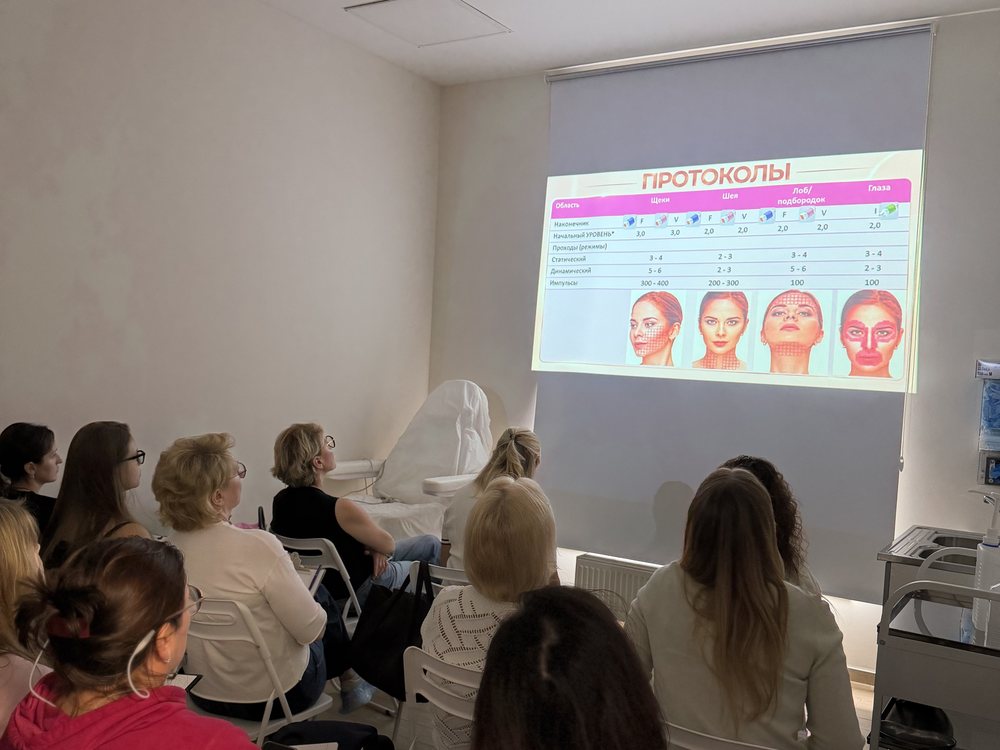 ПРОТОКОЛЫ
Область Щеки Шея Лоб/ подбородок Глаза
Наконечник F V F V F V I
Начальный УРОВЕНЬ* 3,0 3,0 2,0 2,0 2,0 2,0 2,0
Проходы (режимы)
Статический 3 - 4 2 - 3 3 - 4 3 - 4
Динамический 5 - 6 2 - 3 5 - 6 2 - 3
Импульсы 300 - 400 200 - 300 100 100